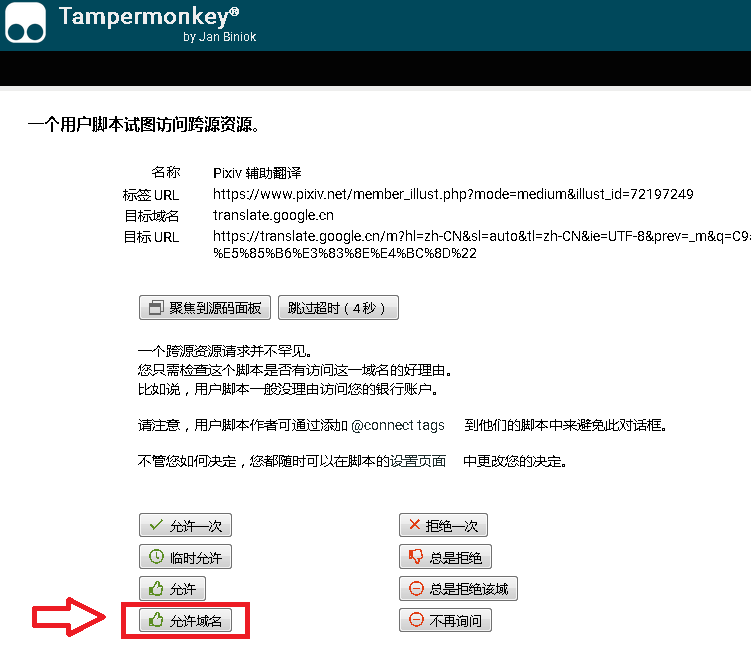 Tampermonkey®
by Jan Biniok
一个用户脚本试图访问跨源资源。
名称 Pixiv 辅助翻译
标签 URL https://www.pixiv.net/member_illust.php?mode=medium&illust_id=72197249
目标域名 translate.google.cn
目标 URL https://translate.google.cn/m?hl=zh-CN&sl=auto&tl=zh-CN&ie=UTF-8&prev=_m&q=C9
%E5%85%B6%E3%83%8E%E4%BC%8D%22
聚焦到源码面板 跳过超时（4秒）
一个跨源资源请求并不罕见。
您只需检查这个脚本是否有访问这一域名的好理由。
比如说，用户脚本一般没理由访问您的银行账户。
请注意，用户脚本作者可通过添加 @connect tags 到他们的脚本中来避免此对话框。
不管您如何决定，您都随时可以在脚本的设置页面 中更改您的决定。
允许一次 拒绝一次
临时允许 总是拒绝
允许 总是拒绝该域
允许域名 不再询问